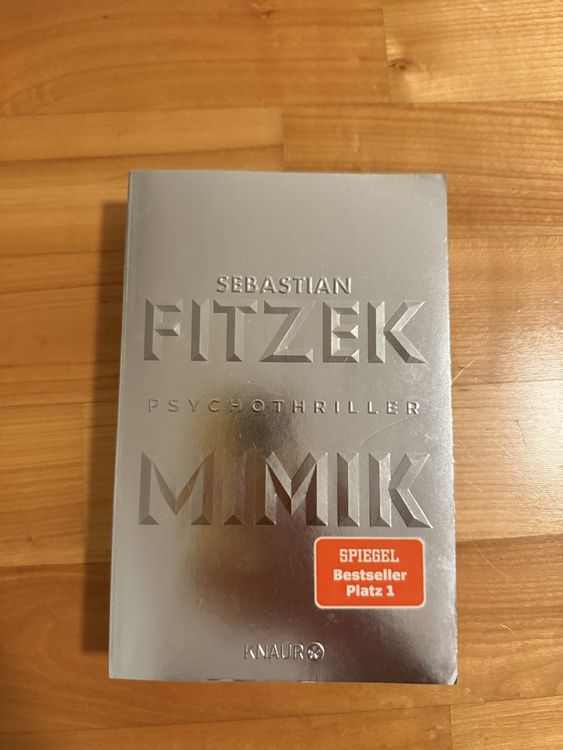 SEBASTIAN
FITZEK
PSYCHOTHRILLER
MIMIK
SPIEGEL
Bestseller
Platz 1
KNAUR